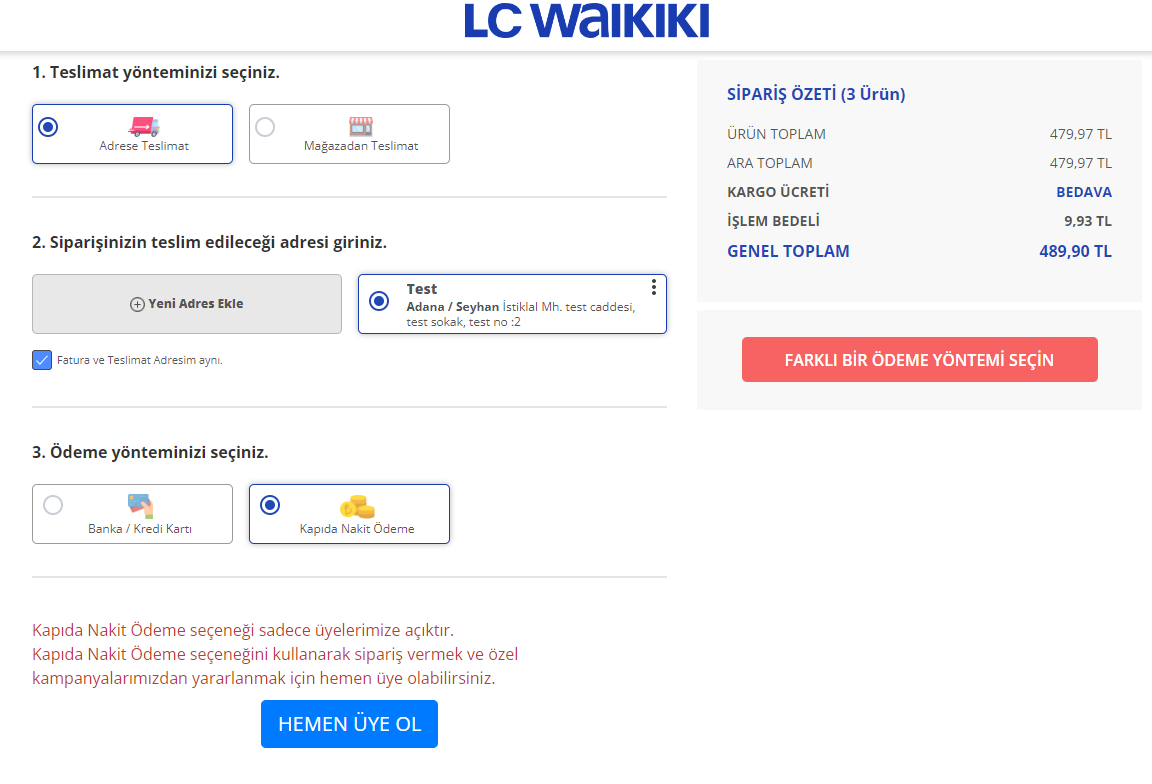 LC WAIKIKI
1. Teslimat yönteminizi seçiniz.
Adrese Teslimat
Mağazadan Teslimat
2. Siparişinizin teslim edileceği adresi giriniz.
Yeni Adres Ekle
Test
Adana / Seyhan İstiklal Mh. test caddesi,
test sokak, test no :2
Fatura ve Teslimat Adresim aynı.
3. Ödeme yönteminizi seçiniz.
Banka / Kredi Kartı
Kapıda Nakit Ödeme
Kapıda Nakit Ödeme seçeneği sadece üyelerimize açıktır.
Kapıda Nakit Ödeme seçeneğini kullanarak sipariş vermek ve özel
kampanyalarımızdan yararlanmak için hemen üye olabilirsiniz.
HEMEN ÜYE OL
SİPARİŞ ÖZETİ (3 Ürün)
ÜRÜN TOPLAM 479,97 TL
ARA TOPLAM 479,97 TL
KARGO ÜCRETİ BEDAVA
İŞLEM BEDELİ 9,93 TL
GENEL TOPLAM 489,90 TL
FARKLI BİR ÖDEME YÖNTEMİ SEÇİN